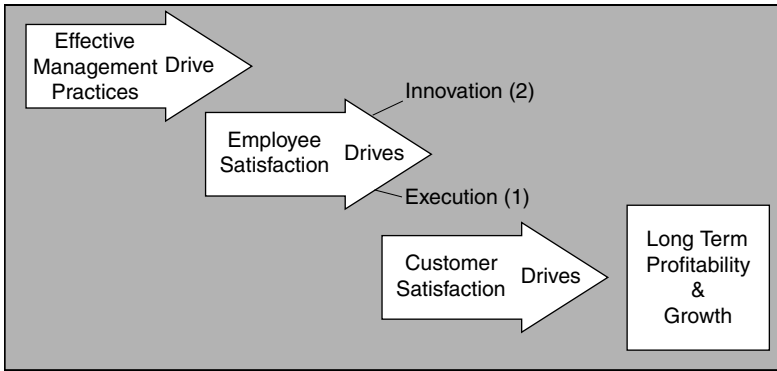 Effective
Management Drive
Practices
Innovation (2)
Employee
Satisfaction Drives
Execution (1)
Customer
Satisfaction Drives
Long Term
Profitability
&
Growth